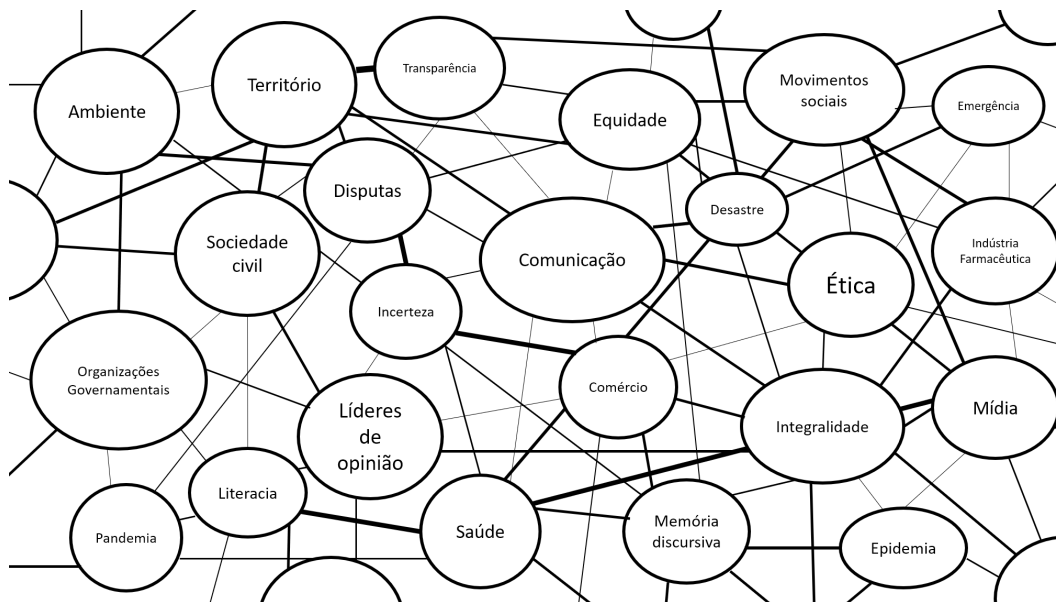 Transparência
Território
Movimentos
sociais
Ambiente
Emergência
Equidade
Disputas
Desastre
Sociedade
civil
Comunicação
Indústria
Farmacêutica
Ética
Incerteza
Organizações
Governamentais
Comércio
Líderes
de
opinião
Integralidade
Mídia
Literacia
Saúde
Memória
discursiva
Pandemia
Epidemia